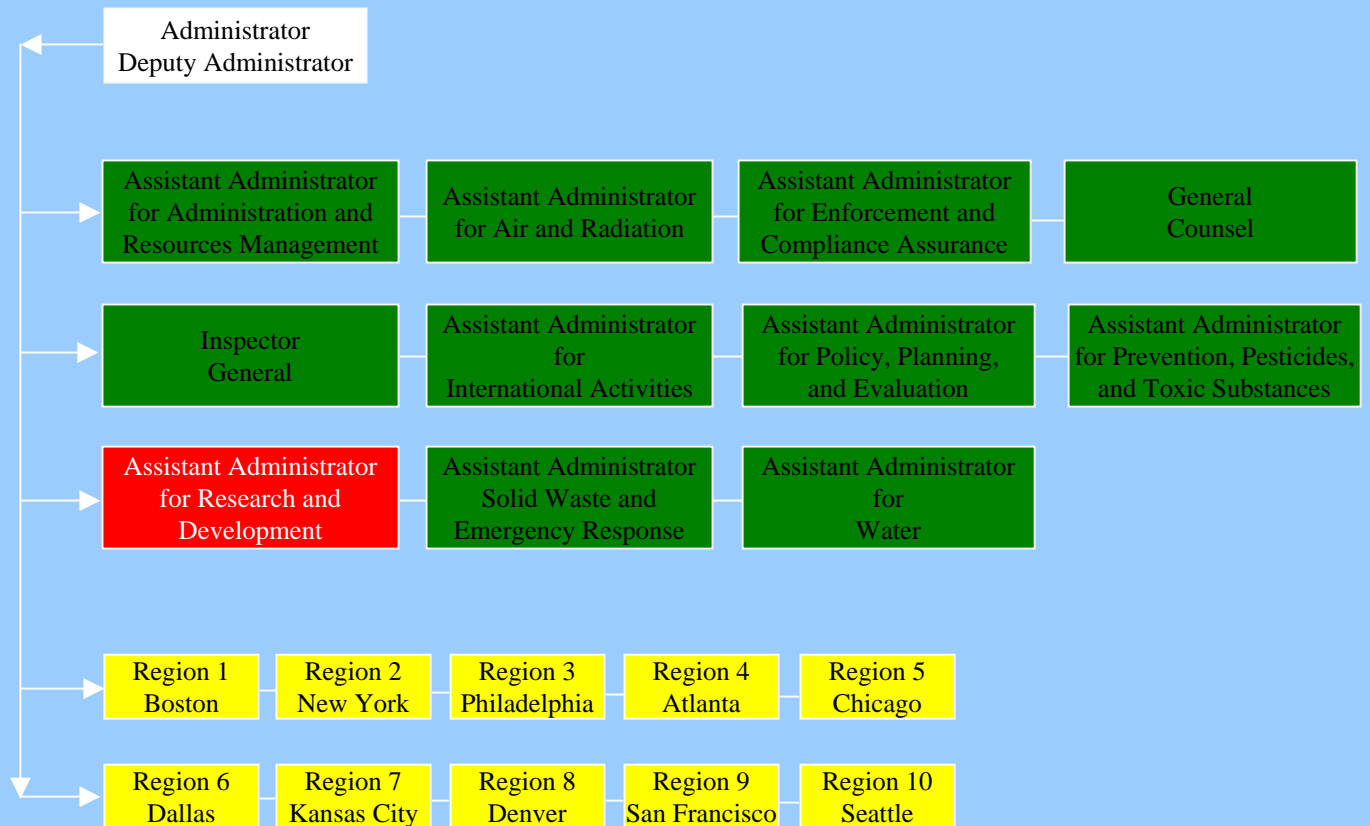 Administrator
Deputy Administrator
Assistant Administrator
for Administration and
Resources Management
Assistant Administrator
for Air and Radiation
Assistant Administrator
for Enforcement and
Compliance Assurance
General
Counsel
Inspector
General
Assistant Administrator
for
International Activities
Assistant Administrator
for Policy, Planning,
and Evaluation
Assistant Administrator
for Prevention, Pesticides,
and Toxic Substances
Assistant Administrator
for Research and
Development
Assistant Administrator
Solid Waste and
Emergency Response
Assistant Administrator
for
Water
Region 1
Boston
Region 2
New York
Region 3
Philadelphia
Region 4
Atlanta
Region 5
Chicago
Region 6
Dallas
Region 7
Kansas City
Region 8
Denver
Region 9
San Francisco
Region 10
Seattle